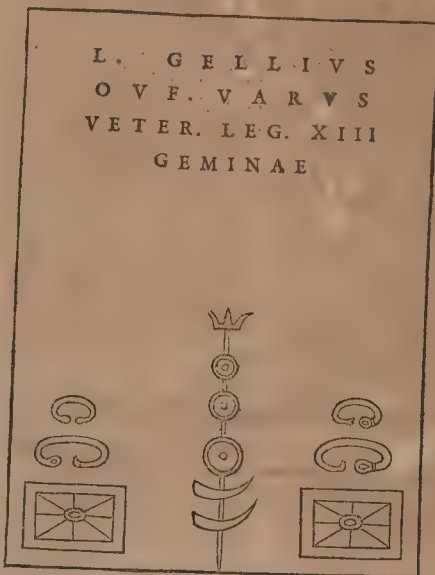 L. GELLIVS
OVF. VARVS
VETER. LEG. XIII
GEMINAE